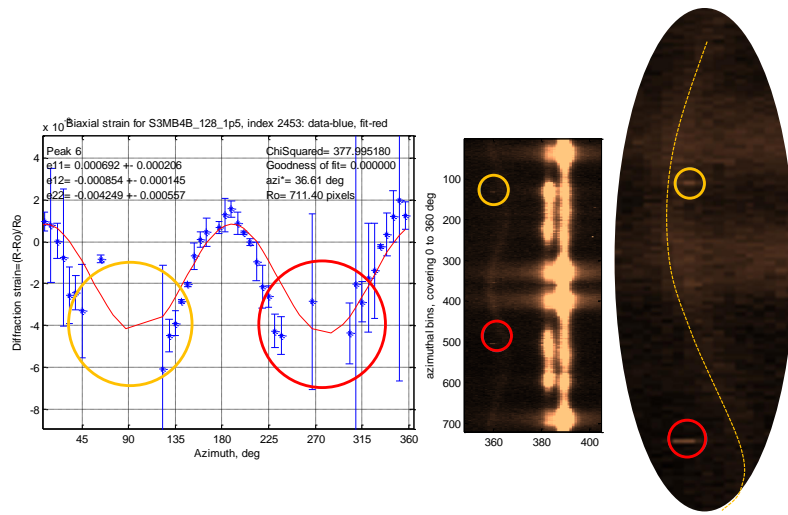 x 10
Biaxial strain for S3MB4B_128_1p5, index 2453: data-blue, fit-red
Peak 6
e11= 0.000692 +- 0.000206
e12= -0.000854 +- 0.000145
e22= -0.004249 +- 0.000557
ChiSquared= 377.995180
Goodness of fit= 0.000000
azi*= 36.61 deg
Ro= 711.40 pixels
Diffraction strain=(R-Ro)/Ro
4
2
0
-2
-4
-6
-8
45 90 135 180 225 270 315 360
Azimuth, deg
azimuthal bins, covering 0 to 360 deg
100
200
300
400
500
600
700
360 380 400